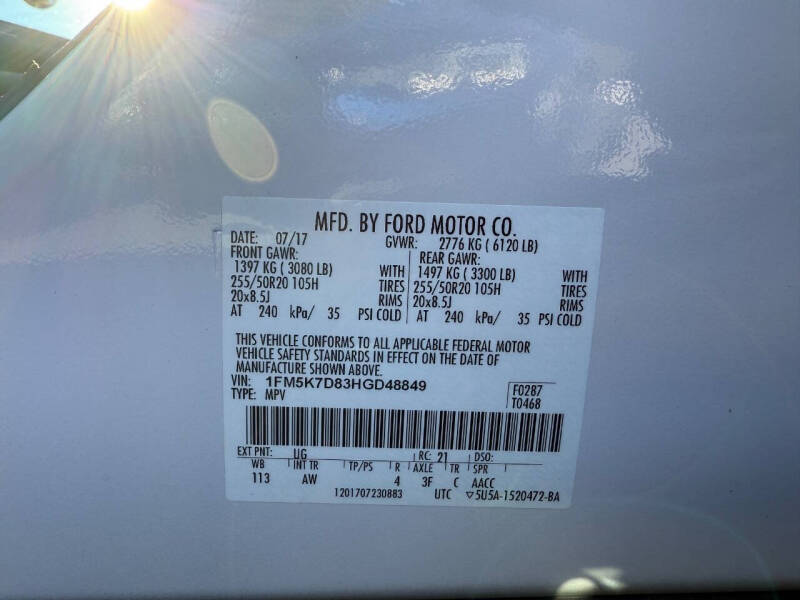 MFD. BY FORD MOTOR CO.
DATE: 07/17 GVWR: 2776 KG ( 6120 LB)
FRONT GAWR: REAR GAWR:
1397 KG ( 3080 LB) WITH 1497 KG ( 3300 LB) WITH
255/50R20 105H TIRES 255/50R20 105H TIRES
20x8.5J RIMS 20x8.5J RIMS
AT 240 kPa/ 35 PSI COLD AT 240 kPa/ 35 PSI COLD
THIS VEHICLE CONFORMS TO ALL APPLICABLE FEDERAL MOTOR
VEHICLE SAFETY STANDARDS IN EFFECT ON THE DATE OF
MANUFACTURE SHOWN ABOVE.
VIN: 1FM5K7D83HGD48849 F0287
TYPE: MPV T0468
EXT PNT: UG RC: 21 DSO:
WB INT TR TP/PS R AXLE TR SPR
113 AW 4 3F C AACC
1201707230883 UTC ▽5U5A-1520472-BA